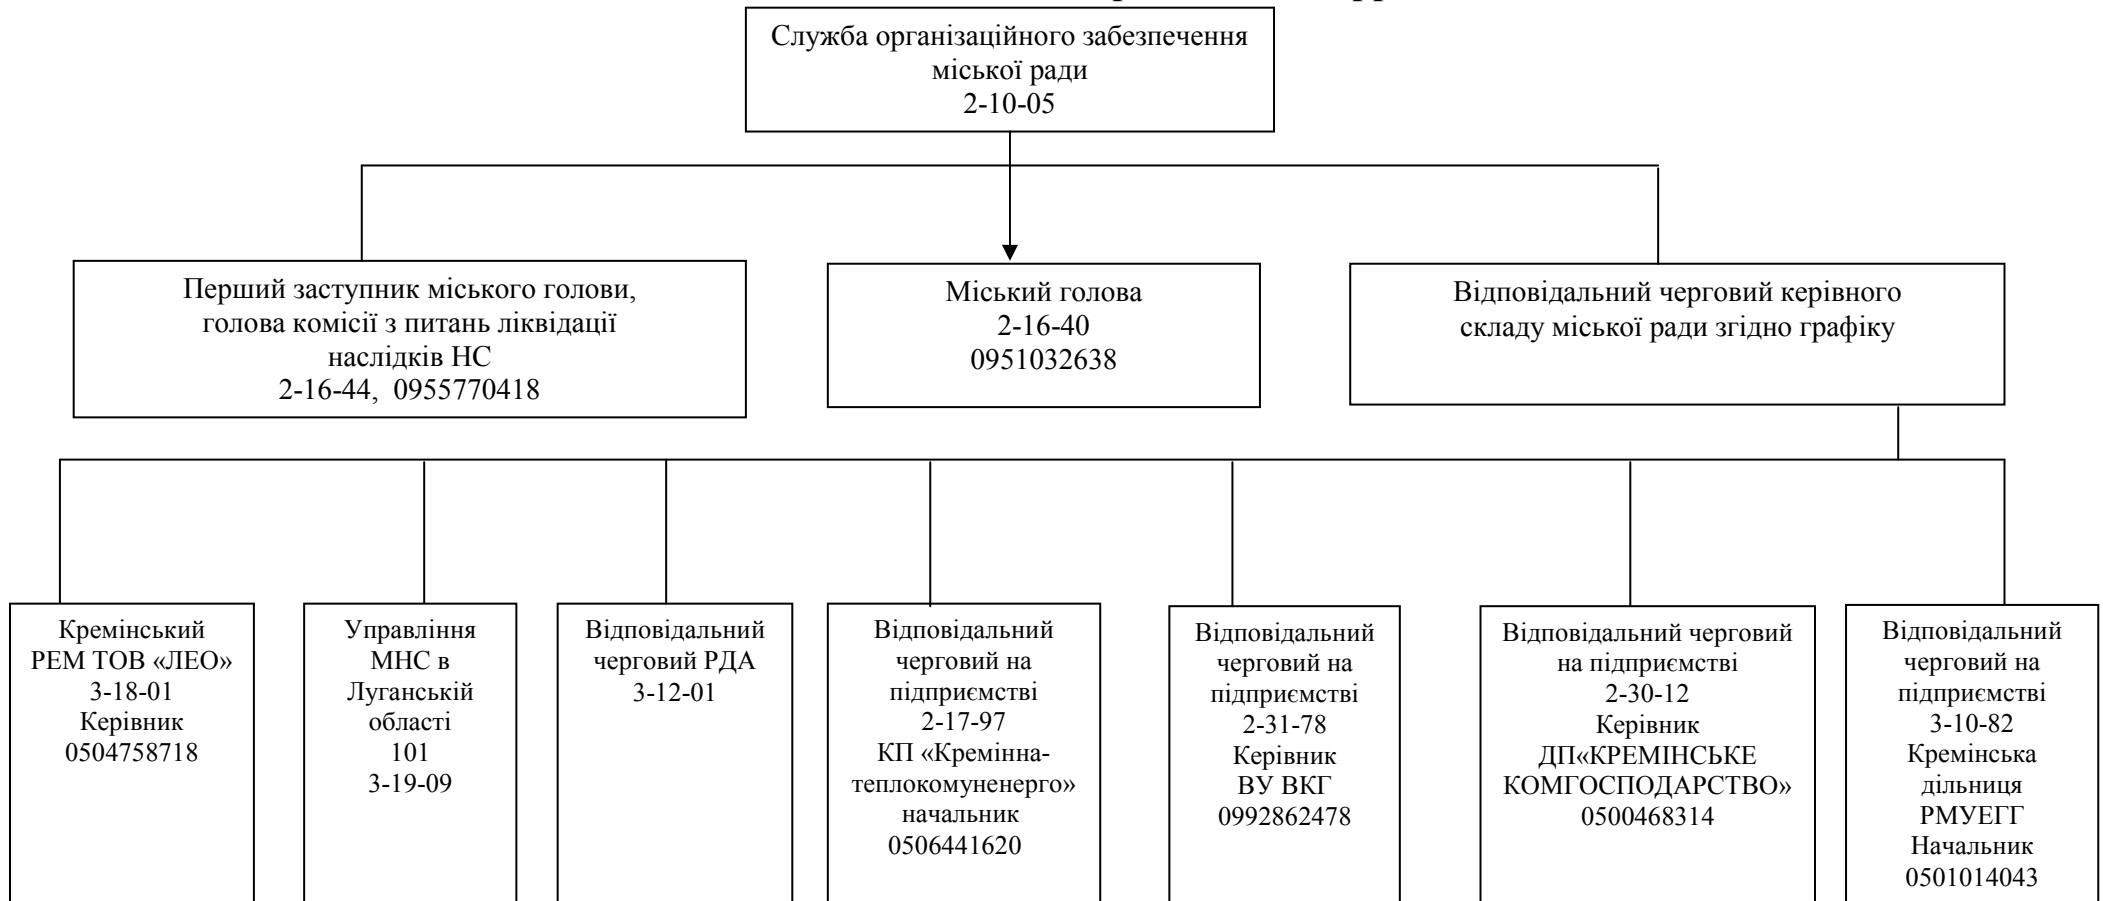 Служба організаційного забезпечення
міської ради
2-10-05
Перший заступник міського голови,
голова комісії з питань ліквідації
наслідків НС
2-16-44, 0955770418
Міський голова
2-16-40
0951032638
Відповідальний черговий керівного
складу міської ради згідно графіку
Кремінський
РЕМ ТОВ «ЛЕО»
3-18-01
Керівник
0504758718
Управління
МНС в
Луганській
області
101
3-19-09
Відповідальний
черговий РДА
3-12-01
Відповідальний
черговий на
підприємстві
2-17-97
КП «Кремінна-
теплокомуненерго»
начальник
0506441620
Відповідальний
черговий на
підприємстві
2-31-78
Керівник
ВУ ВКГ
0992862478
Відповідальний черговий
на підприємстві
2-30-12
Керівник
ДП«КРЕМІНСЬКЕ
КОМГОСПОДАРСТВО»
0500468314
Відповідальний
черговий на
підприємстві
3-10-82
Кремінська
дільниця
РМУЕГГ
Начальник
0501014043